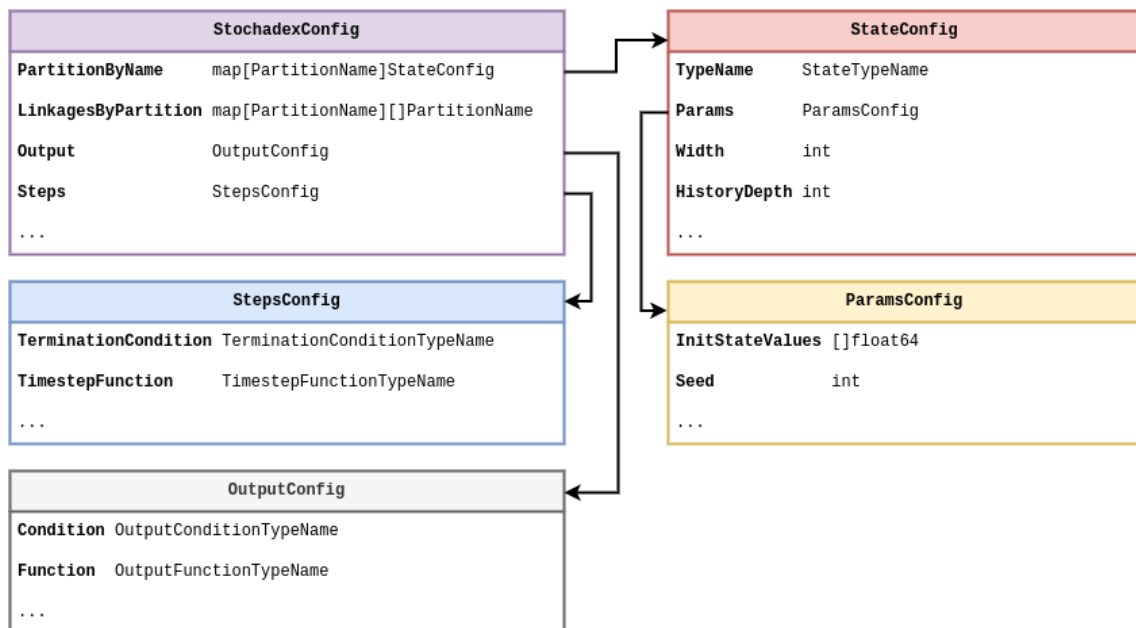 StochadexConfig
PartitionByName map[PartitionName]StateConfig
LinkagesByPartition map[PartitionName][]PartitionName
Output OutputConfig
Steps StepsConfig
...
StateConfig
TypeName StateTypeName
Params ParamsConfig
Width int
HistoryDepth int
...
StepsConfig
TerminationCondition TerminationConditionTypeName
TimestepFunction TimestepFunctionTypeName
...
ParamsConfig
InitStateValues []float64
Seed int
...
OutputConfig
Condition OutputConditionTypeName
Function OutputFunctionTypeName
...